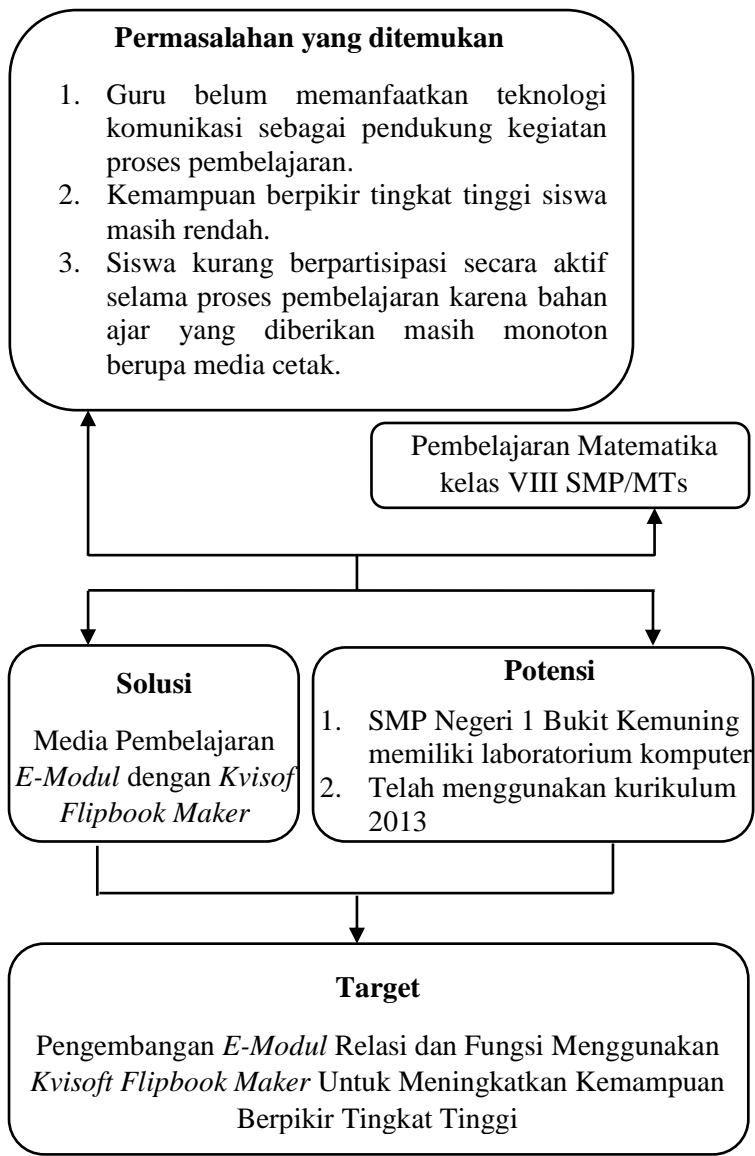 Permasalahan yang ditemukan
1. Guru belum memanfaatkan teknologi
komunikasi sebagai pendukung kegiatan
proses pembelajaran.
2. Kemampuan berpikir tingkat tinggi siswa
masih rendah.
3. Siswa kurang berpartisipasi secara aktif
selama proses pembelajaran karena bahan
ajar yang diberikan masih monoton
berupa media cetak.
Pembelajaran Matematika
kelas VIII SMP/MTs
Solusi
Media Pembelajaran
E-Modul dengan Kvisof
Flipbook Maker
Potensi
1. SMP Negeri 1 Bukit Kemuning
memiliki laboratorium komputer
2. Telah menggunakan kurikulum
2013
Target
Pengembangan E-Modul Relasi dan Fungsi Menggunakan
Kvisoft Flipbook Maker Untuk Meningkatkan Kemampuan
Berpikir Tingkat Tinggi